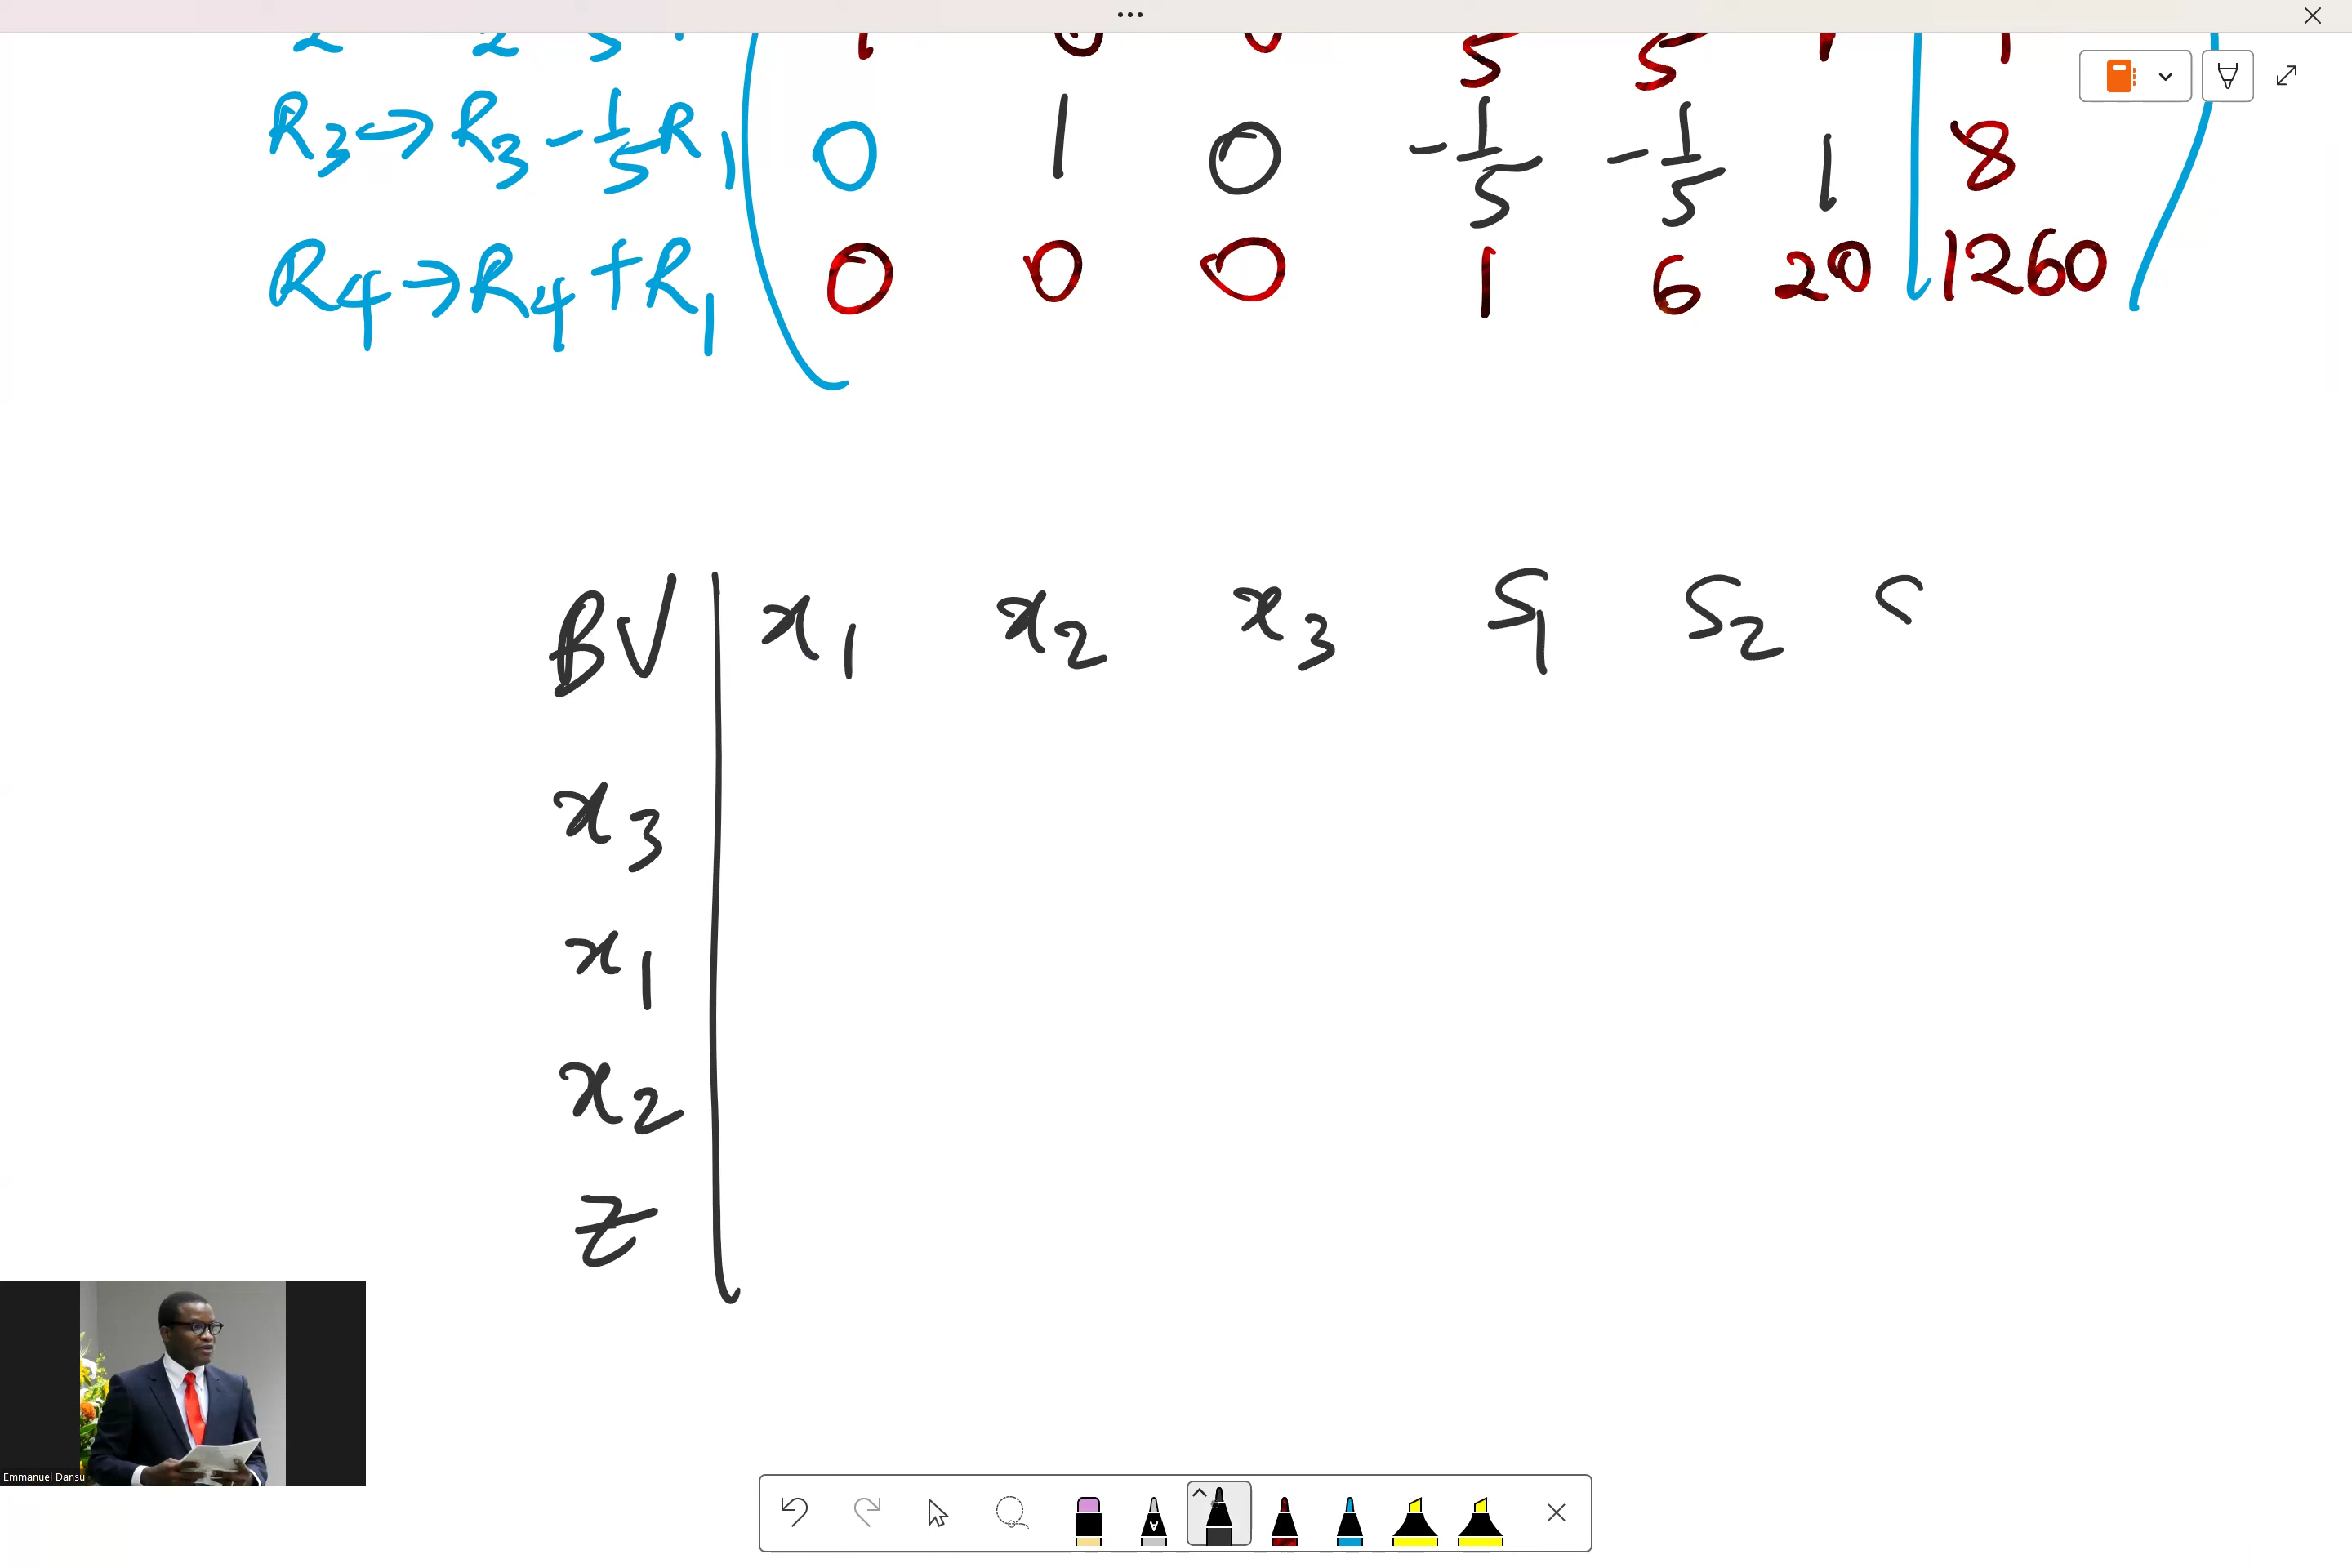 R₃ ↔ R₃ - 1/5 R₁ 0 1 0 -1/5 -1/5 1 8
R₄ → R₄ + R₁ 0 0 0 1 6 20 1260
BV x₁ x₂ x₃ S₁ S₂ S
x₃
x₁
x₂
z
Emmanuel Dansu